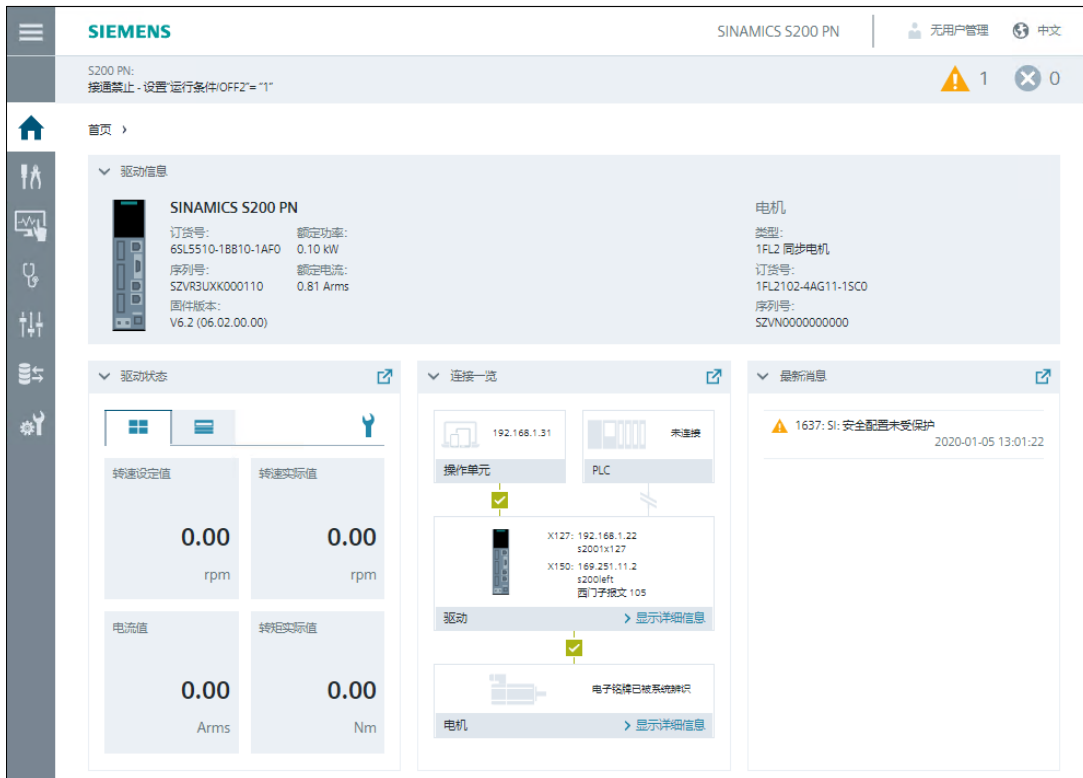 SIEMENS
SINAMICS S200 PN
无用户管理
中文
S200 PN:
接通禁止 - 设置"运行条件/OFF2"= "1"
1
0
首页 ›
驱动信息
SINAMICS S200 PN
订货号:
额定功率:
6SL5510-1BB10-1AF0
0.10 kW
序列号:
额定电流:
SZVR3UXK000110
0.81 Arms
固件版本:
V6.2 (06.02.00.00)
电机
类型:
1FL2 同步电机
订货号:
1FL2102-4AG11-1SC0
序列号:
SZVN0000000000
驱动状态
转速设定值
0.00
rpm
转速实际值
0.00
rpm
电流值
0.00
Arms
转矩实际值
0.00
Nm
连接一览
192.168.1.31
操作单元
未连接
PLC
X127: 192.168.1.22
s2001x127
X150: 169.251.11.2
s200left
西门子报文 105
驱动
显示详细信息
电子铭牌已被系统辨识
电机
显示详细信息
最新消息
1637: SI: 安全配置未受保护
2020-01-05 13:01:22